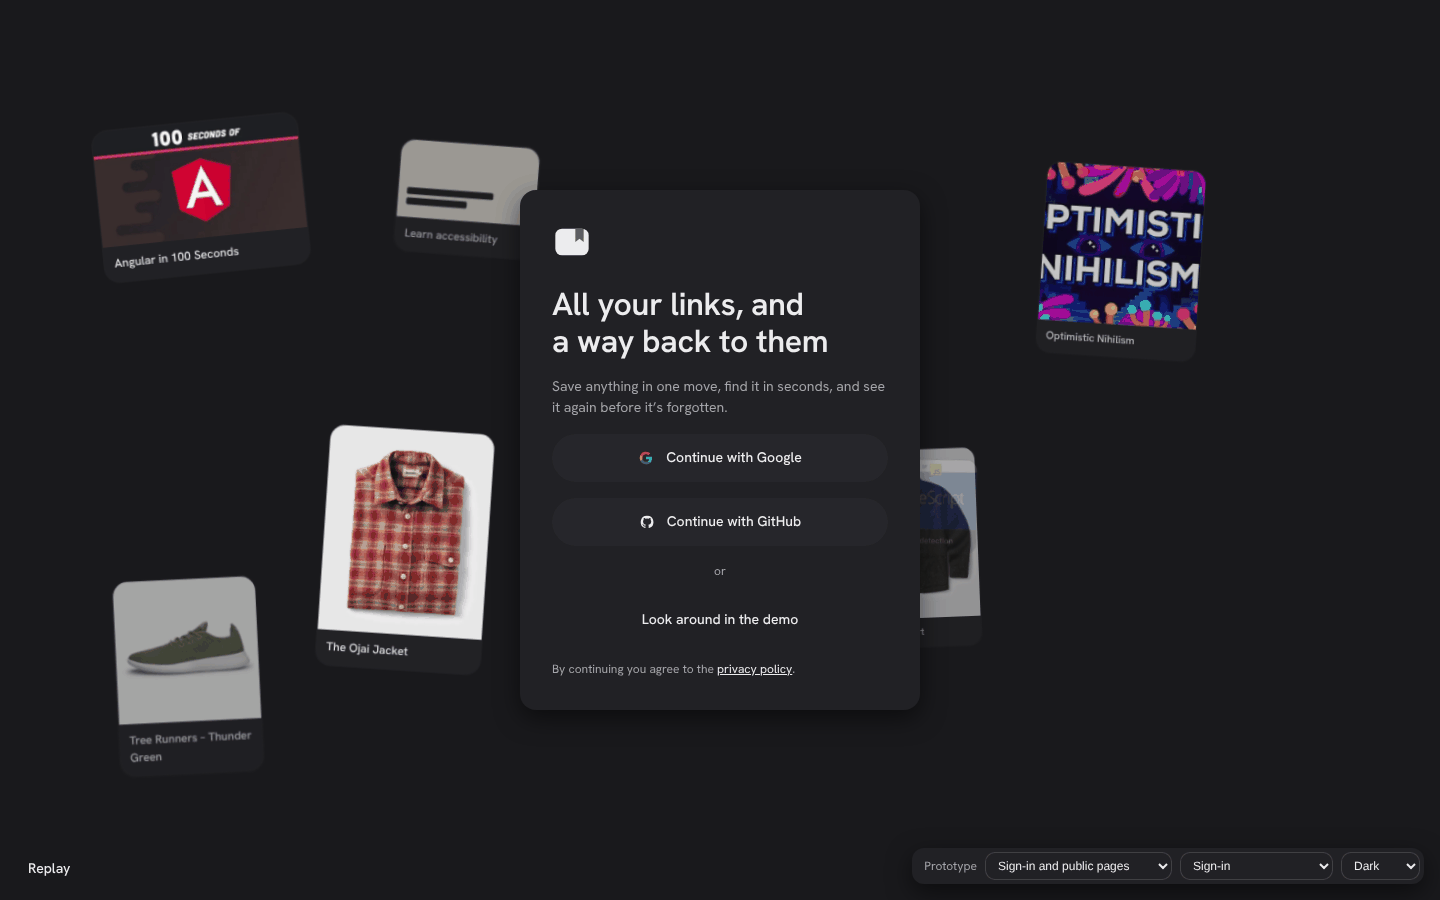 100 SECONDS OF
Angular in 100 Seconds
Learn accessibility
All your links, and
a way back to them
Save anything in one move, find it in seconds, and see
it again before it’s forgotten.
Continue with Google
Continue with GitHub
or
Look around in the demo
By continuing you agree to the privacy policy.
PTIMISTI
NIHILISM
Optimistic Nihilism
The Ojai Jacket
Tree Runners – Thunder
Green
Replay
Prototype
Sign-in and public pages
Sign-in
Dark